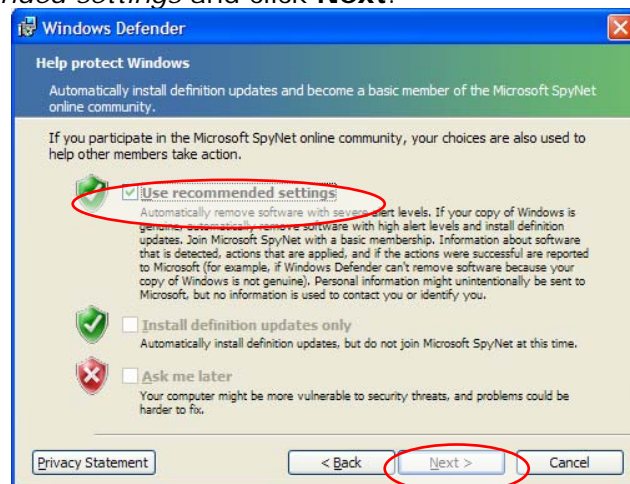 nded settings and click Next.
Windows Defender
Help protect Windows
Automatically install definition updates and become a basic member of the Microsoft SpyNet
online community.
If you participate in the Microsoft SpyNet online community, your choices are also used to
help other members take action.
Use recommended settings
Automatically remove software with severe alert levels. If your copy of Windows is
genuine, automatically remove software with high alert levels and install definition
updates. Join Microsoft SpyNet with a basic membership. Information about software
that is detected, actions that are applied, and if the actions were successful are reported
to Microsoft (for example, if Windows Defender can't remove software because your
copy of Windows is not genuine). Personal information might unintentionally be sent to
Microsoft, but no information is used to contact you or identify you.
Install definition updates only
Automatically install definition updates, but do not join Microsoft SpyNet at this time.
Ask me later
Your computer might be more vulnerable to security threats, and problems could be
harder to fix.
Privacy Statement < Back Next > Cancel